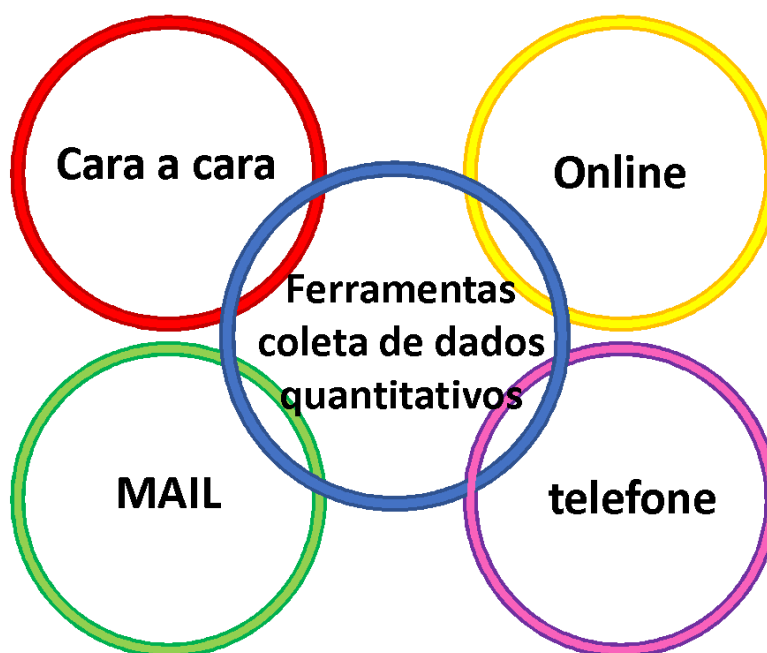 Cara a cara
Online
Ferramentas
coleta de dados
quantitativos
MAIL
telefone